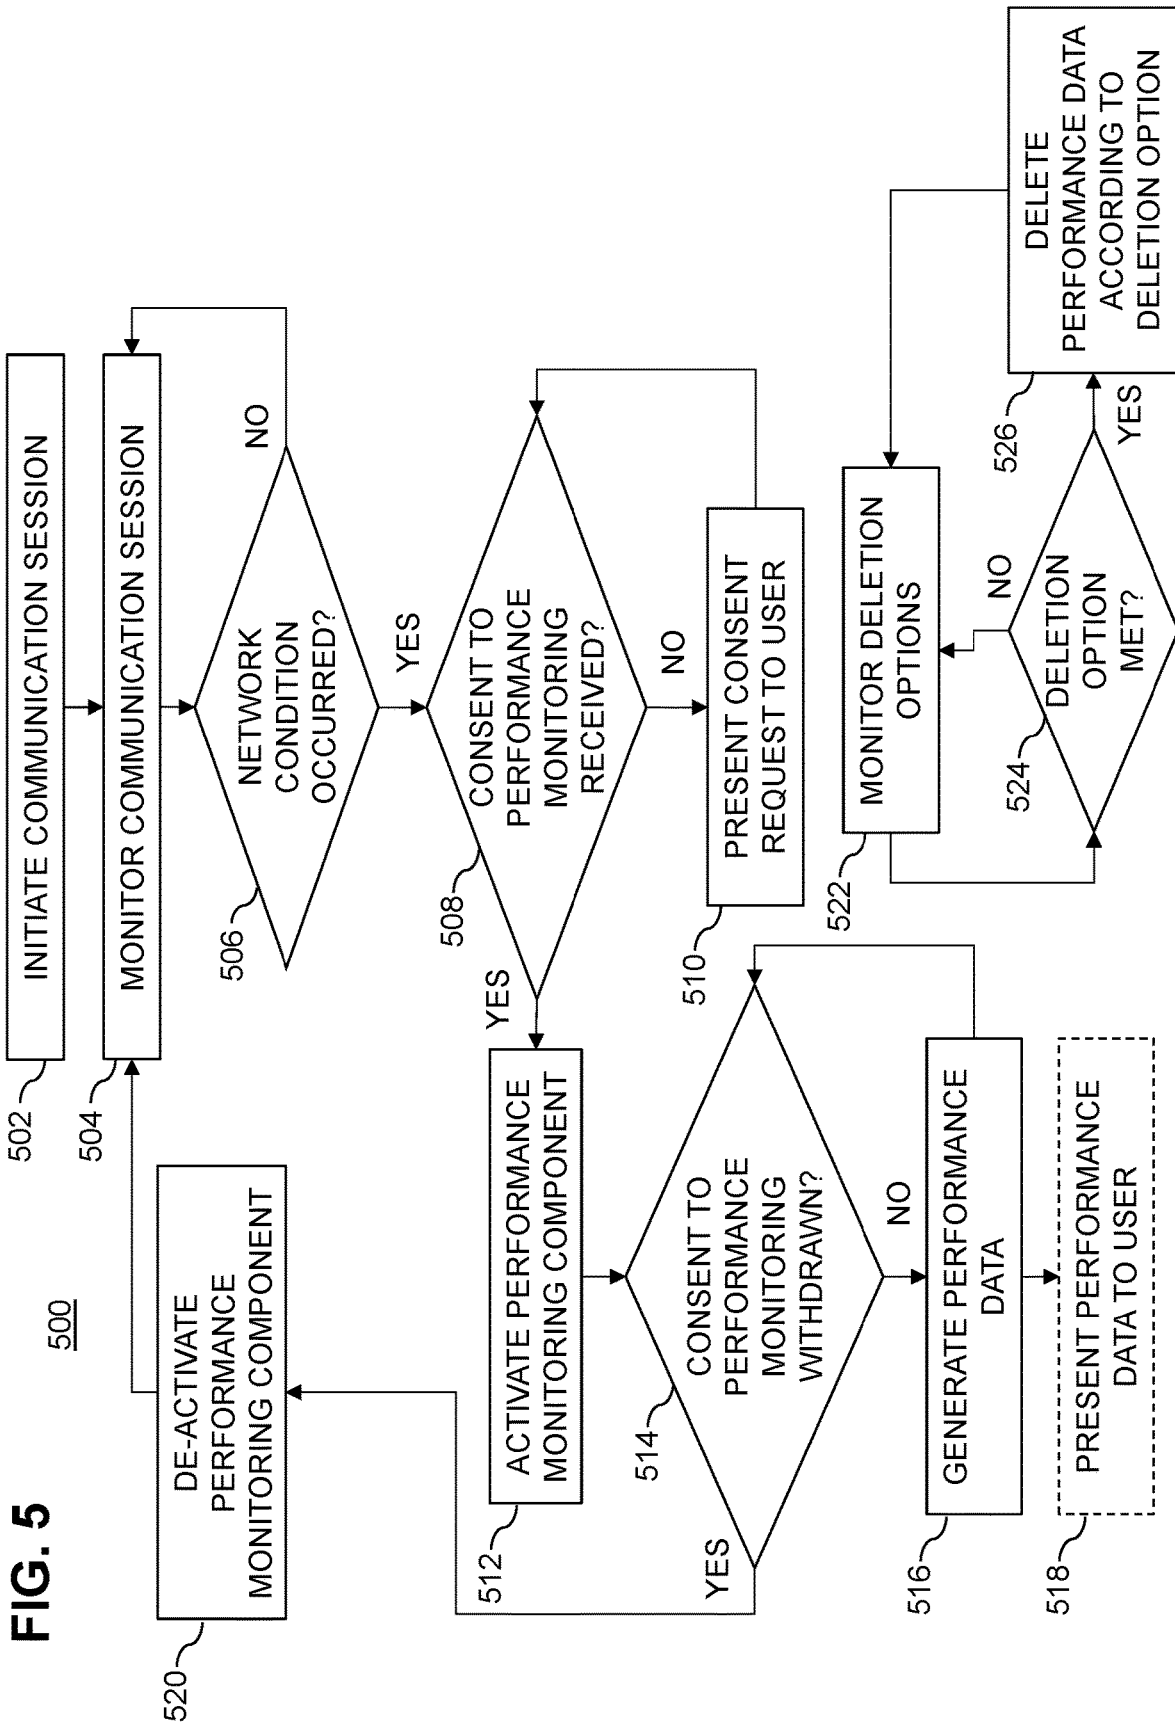 FIG. 5
500
502
INITIATE COMMUNICATION SESSION
504
MONITOR COMMUNICATION SESSION
506
NETWORK
CONDITION
OCCURRED?
NO
YES
508
CONSENT TO
PERFORMANCE
MONITORING
RECEIVED?
YES
NO
510
PRESENT CONSENT
REQUEST TO USER
512
ACTIVATE PERFORMANCE
MONITORING COMPONENT
514
CONSENT TO
PERFORMANCE
MONITORING
WITHDRAWN?
YES
NO
516
GENERATE PERFORMANCE
DATA
518
PRESENT PERFORMANCE
DATA TO USER
520
DE-ACTIVATE
PERFORMANCE
MONITORING COMPONENT
522
MONITOR DELETION
OPTIONS
524
DELETION
OPTION
MET?
NO
YES
526
DELETE
PERFORMANCE DATA
ACCORDING TO
DELETION OPTION